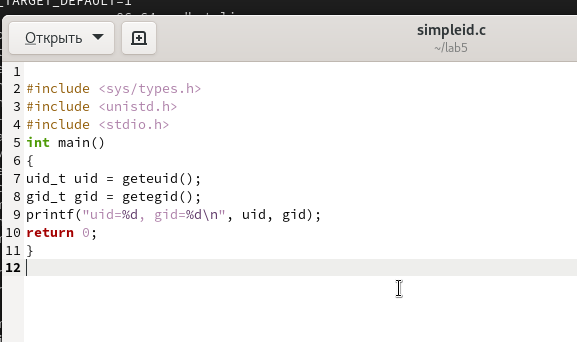 _TARGET_DEFAULT=1
Открыть
simpleid.c
~/lab5
1
2 #include <sys/types.h>
3 #include <unistd.h>
4 #include <stdio.h>
5 int main()
6 {
7 uid_t uid = geteuid();
8 gid_t gid = getegid();
9 printf("uid=%d, gid=%d\n", uid, gid);
10 return 0;
11 }
12